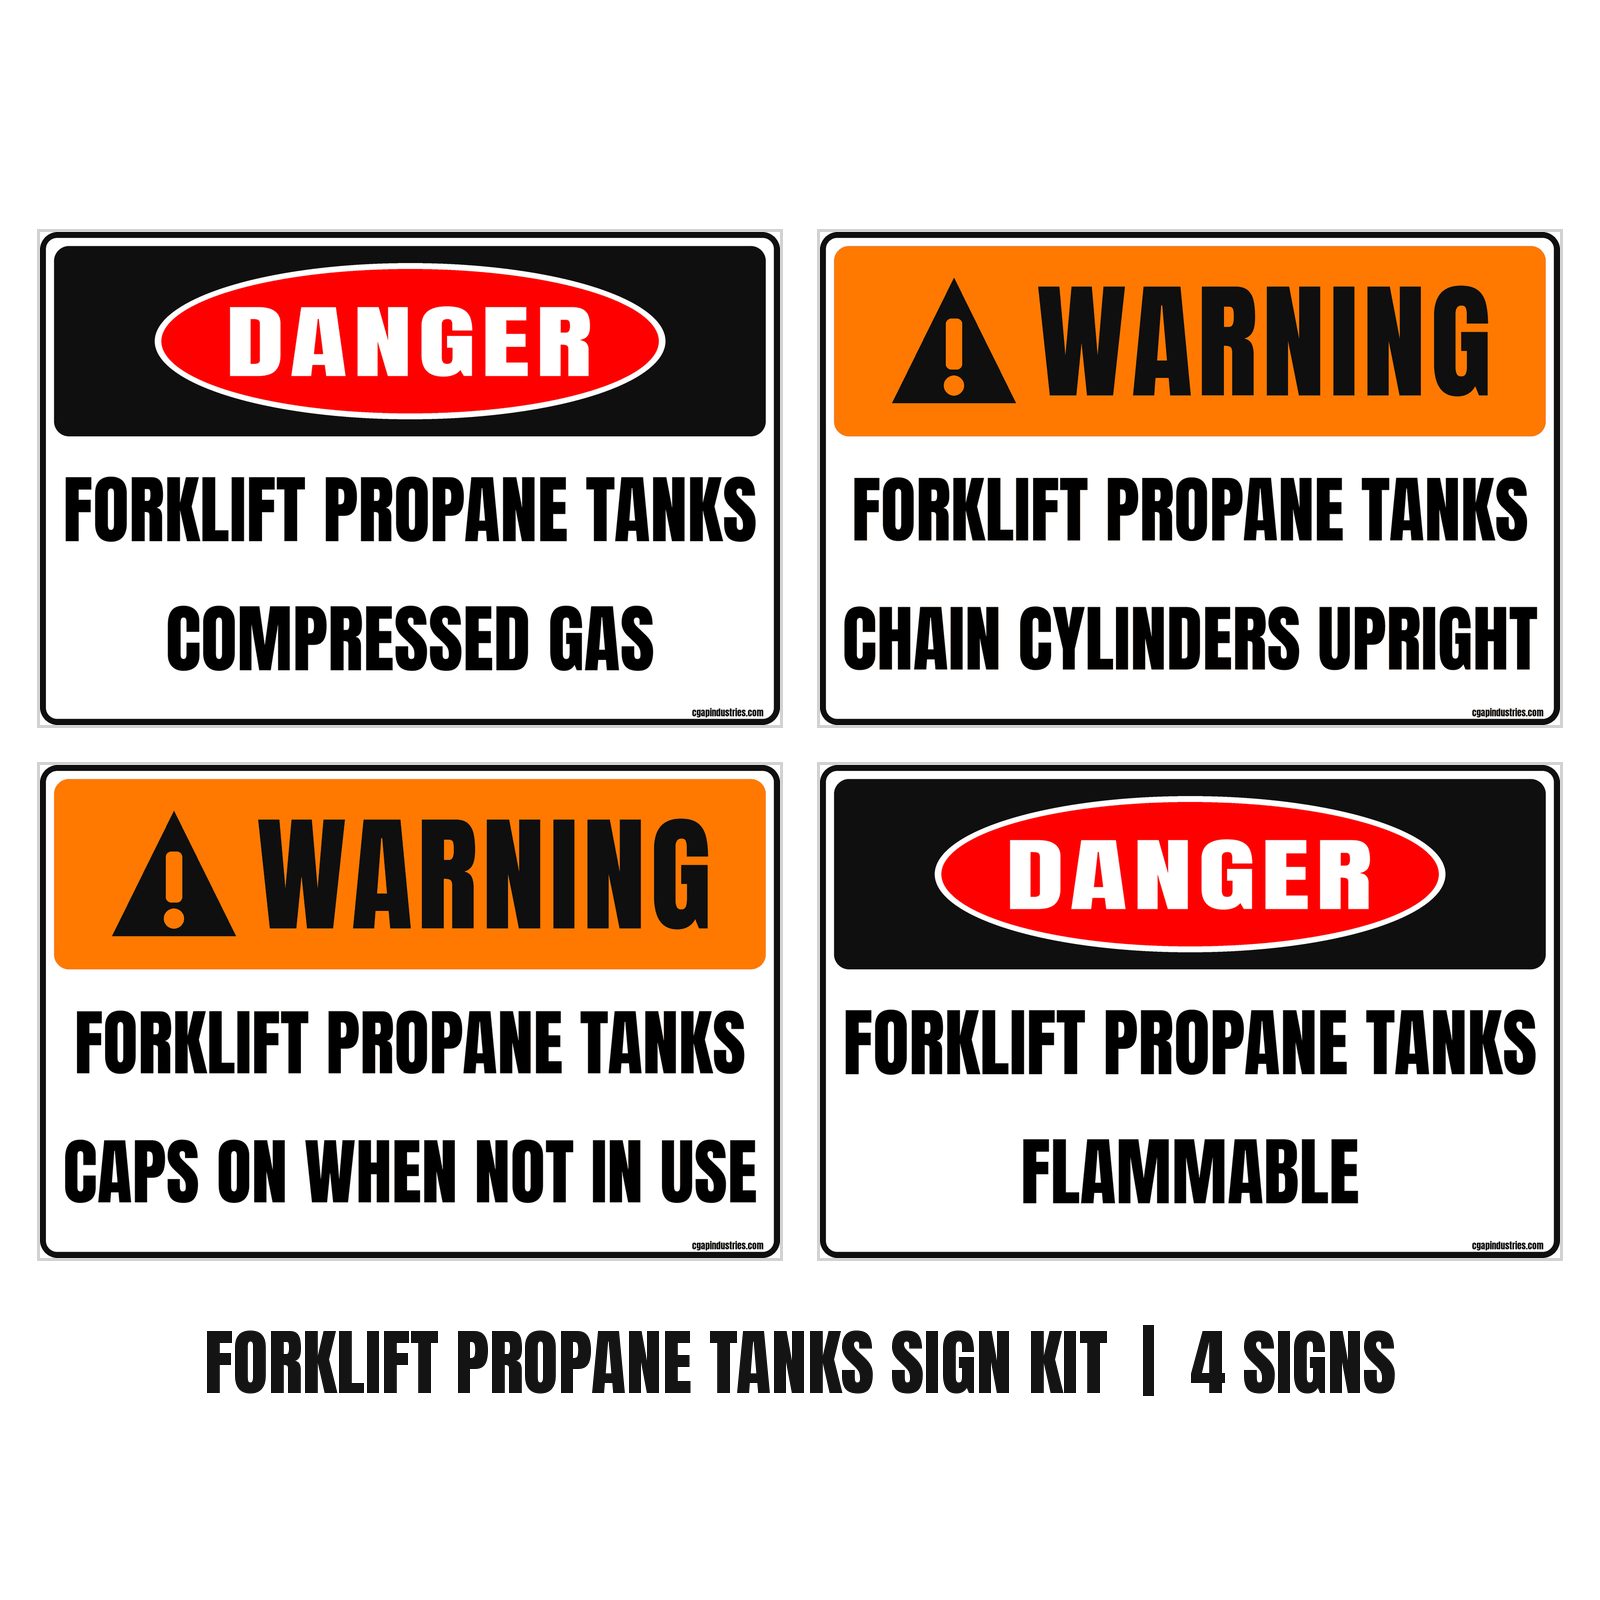 DANGER
FORKLIFT PROPANE TANKS
COMPRESSED GAS
cgapindustries.com
WARNING
FORKLIFT PROPANE TANKS
CHAIN CYLINDERS UPRIGHT
cgapindustries.com
WARNING
FORKLIFT PROPANE TANKS
CAPS ON WHEN NOT IN USE
cgapindustries.com
DANGER
FORKLIFT PROPANE TANKS
FLAMMABLE
cgapindustries.com
FORKLIFT PROPANE TANKS SIGN KIT | 4 SIGNS